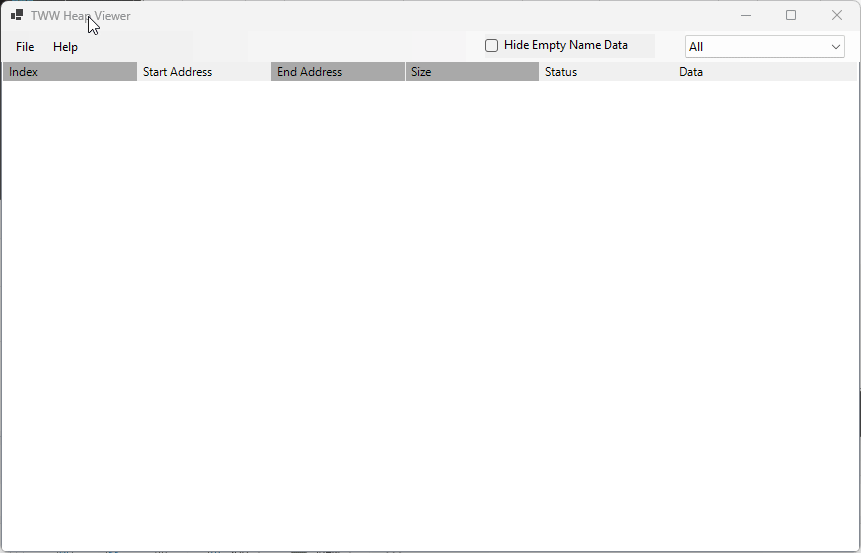 TWW Heap Viewer
File Help Hide Empty Name Data All
Index Start Address End Address Size Status Data